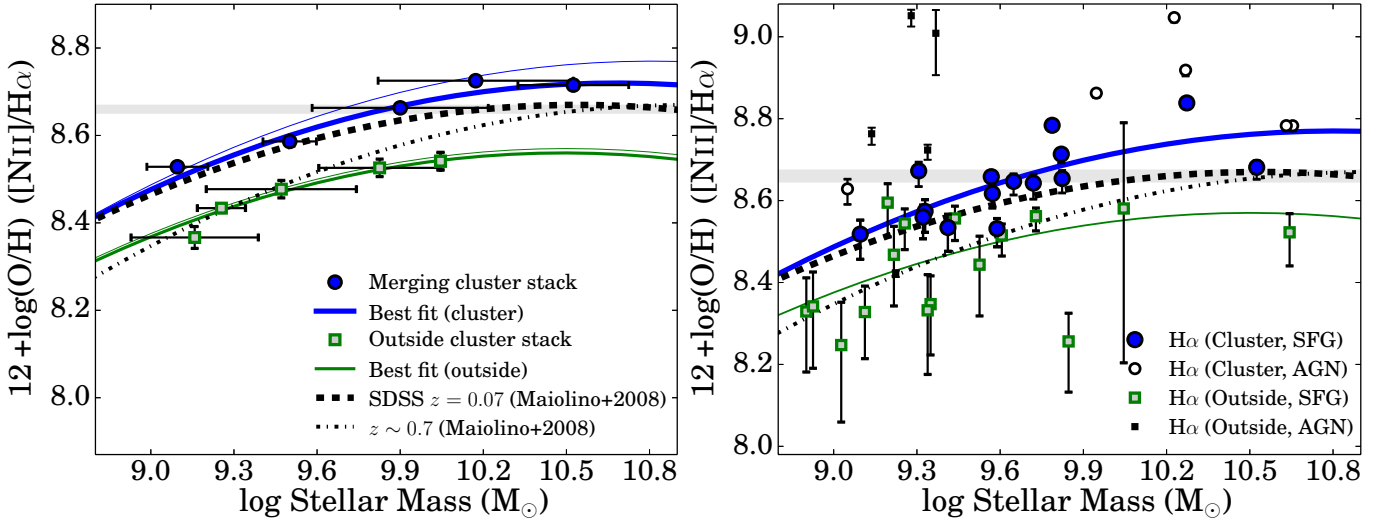 12+log(O/H) ([NII]/Hα)
8.8
8.6
8.4
8.2
8.0
Merging cluster stack
Best fit (cluster)
Outside cluster stack
Best fit (outside)
SDSS z = 0.07 (Maiolino+2008)
z ~ 0.7 (Maiolino+2008)
9.0 9.3 9.6 9.9 10.2 10.5 10.8
log Stellar Mass (M⊙)
12+log(O/H) ([NII]/Hα)
9.0
8.8
8.6
8.4
8.2
8.0
Hα (Cluster, SFG)
Hα (Cluster, AGN)
Hα (Outside, SFG)
Hα (Outside, AGN)
9.0 9.3 9.6 9.9 10.2 10.5 10.8
log Stellar Mass (M⊙)